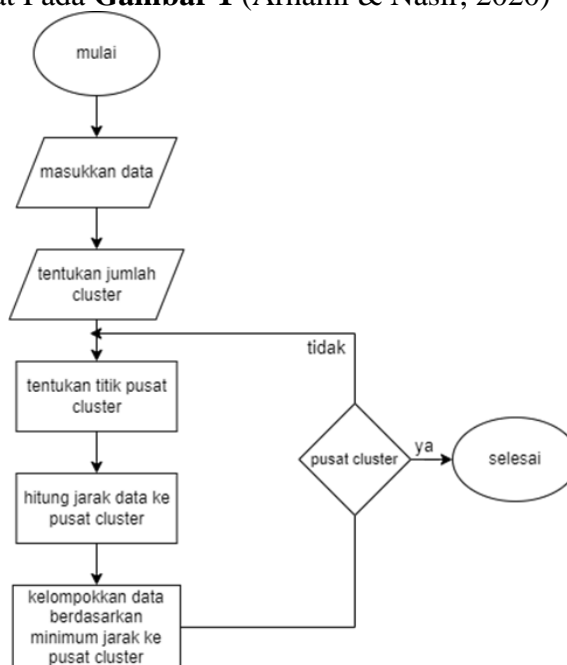 at Pada Gambar 1 (Arhami & Nasir, 2020)
mulai
masukkan data
tentukan jumlah
cluster
tidak
tentukan titik pusat
cluster
pusat cluster
ya
selesai
hitung jarak data ke
pusat cluster
kelompokkan data
berdasarkan
minimum jarak ke
pusat cluster